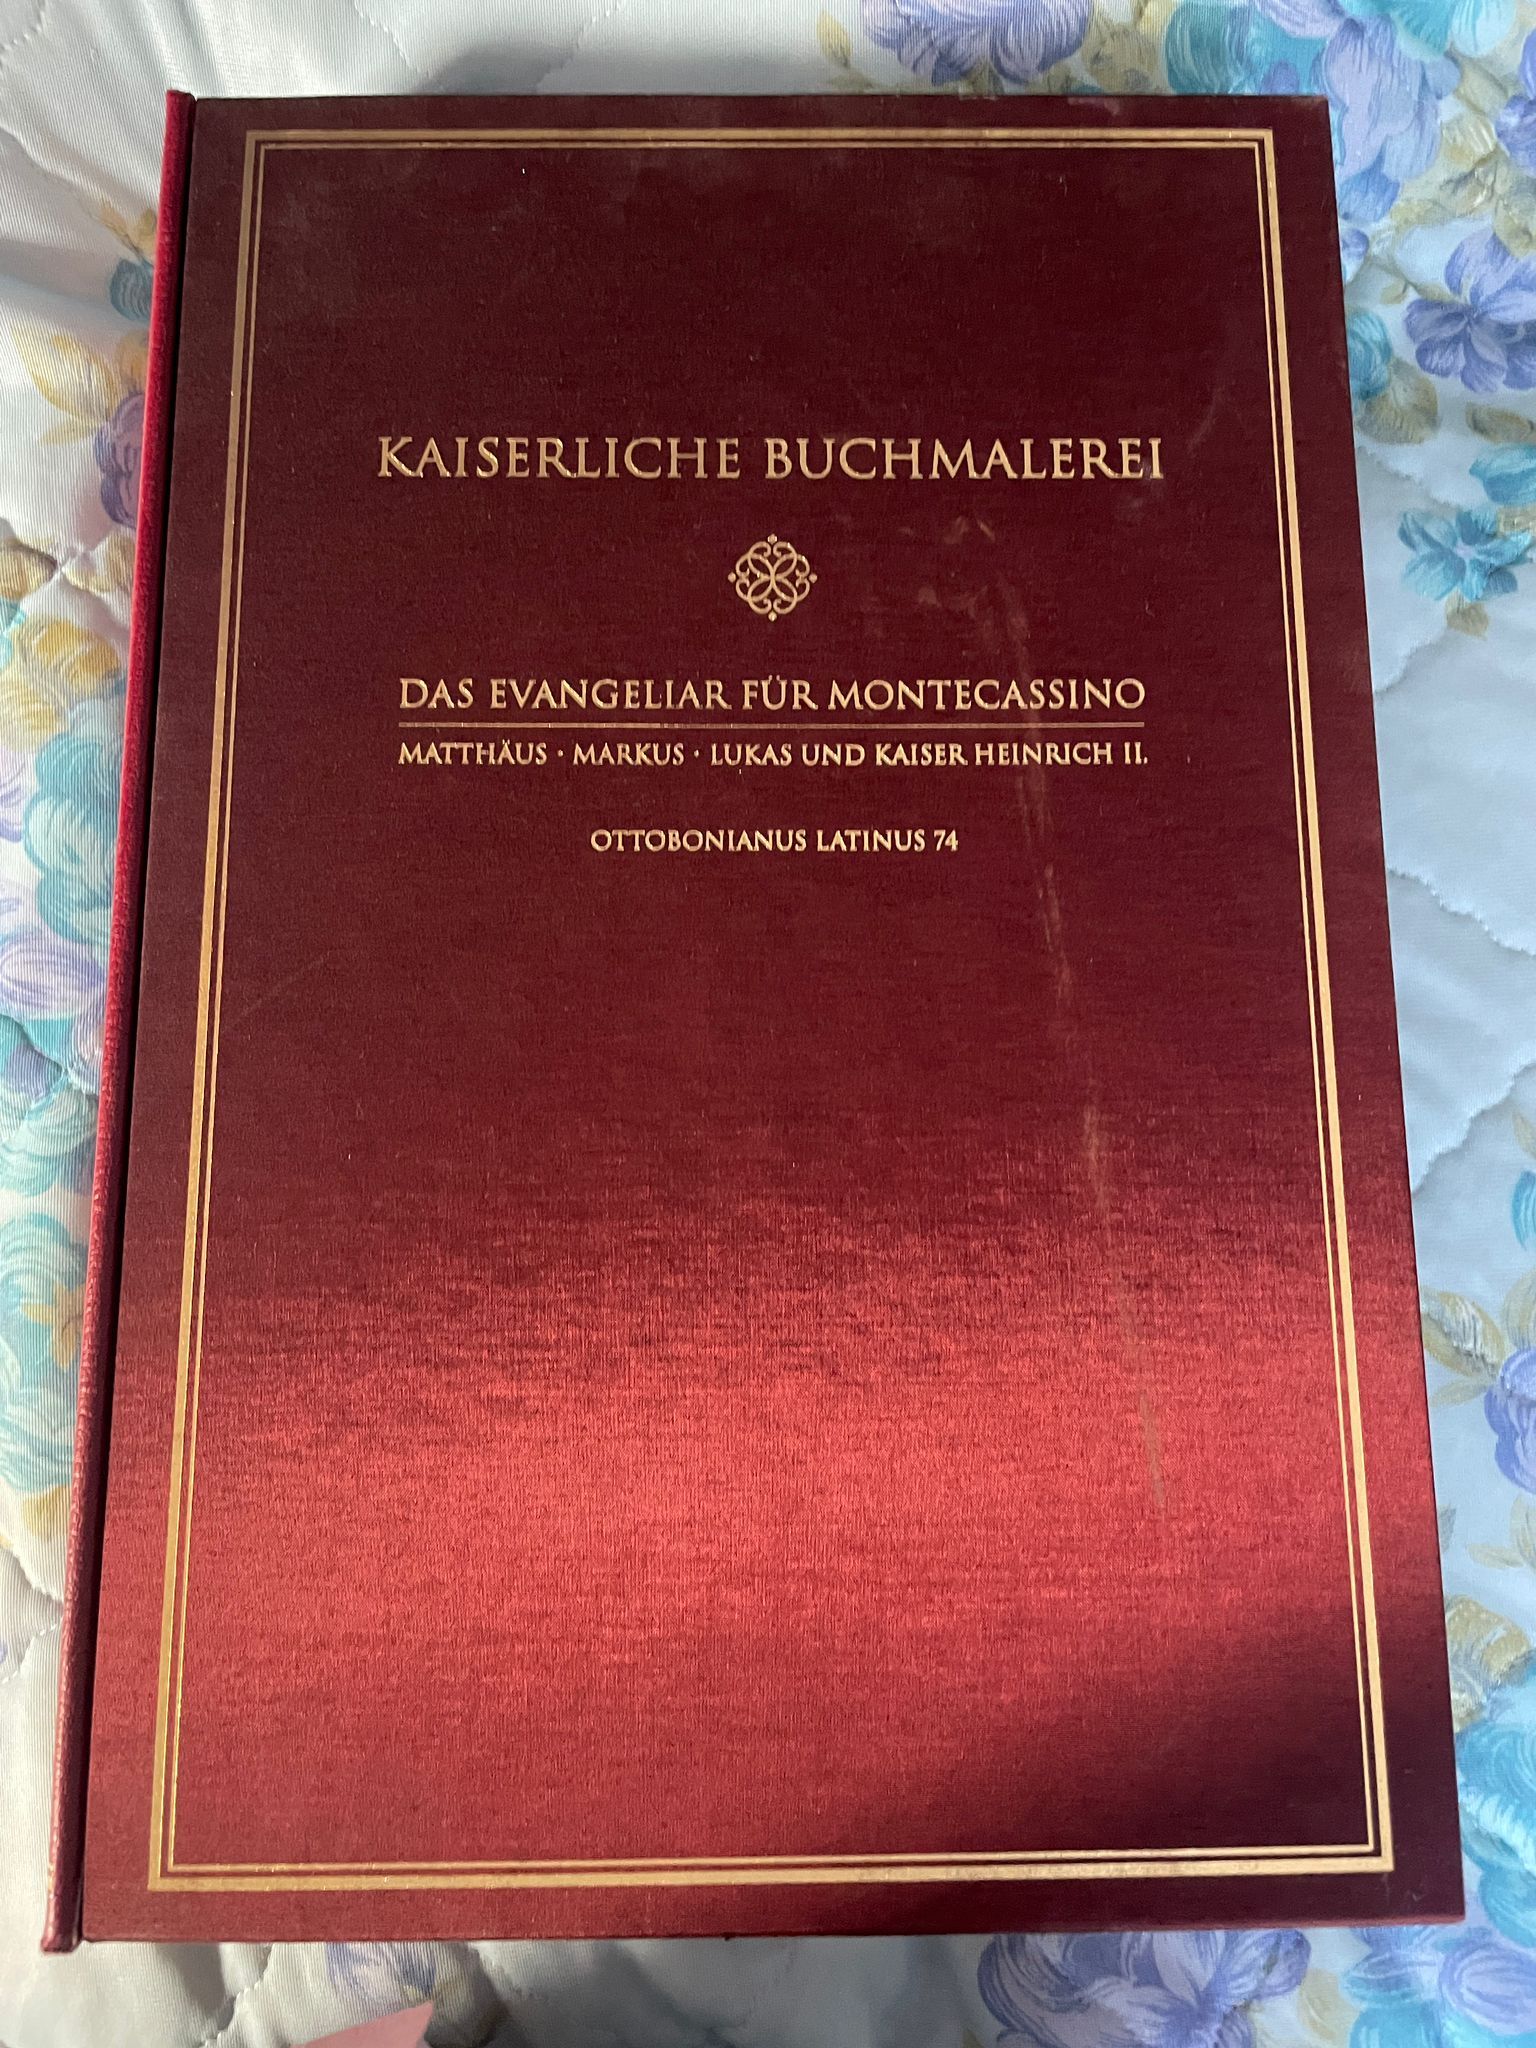 KAISERLICHE BUCHMALEREI
DAS EVANGELIAR FÜR MONTECASSINO
MATTHÄUS · MARKUS · LUKAS UND KAISER HEINRICH II.
OTTOBONIANUS LATINUS 74